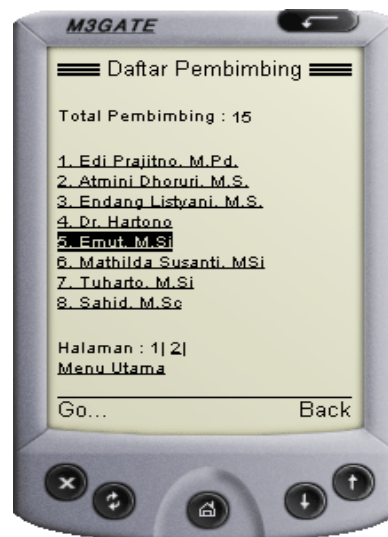 M3GATE
Daftar Pembimbing
Total Pembimbing : 15
1. Edi Prajitno, M.Pd.
2. Atmini Dhoruri, M.S.
3. Endang Listyani, M.S.
4. Dr. Hartono
5. Emut, M.Si
6. Mathilda Susanti, MSi
7. Tuharto, M.Si
8. Sahid, M.Sc
Halaman : 1| 2|
Menu Utama
Go... Back